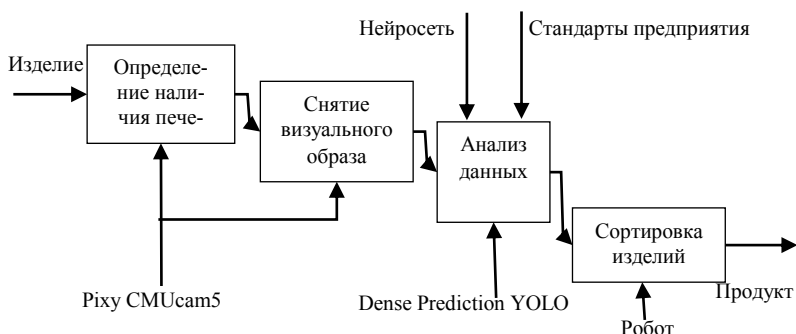 Нейросеть
Стандарты предприятия
Изделие
Определе-
ние нали-
чия пече-
Снятие
визуального
образа
Анализ
данных
Сортировка
изделий
Продукт
Pixy CMUcam5
Dense Prediction YOLO
Робот